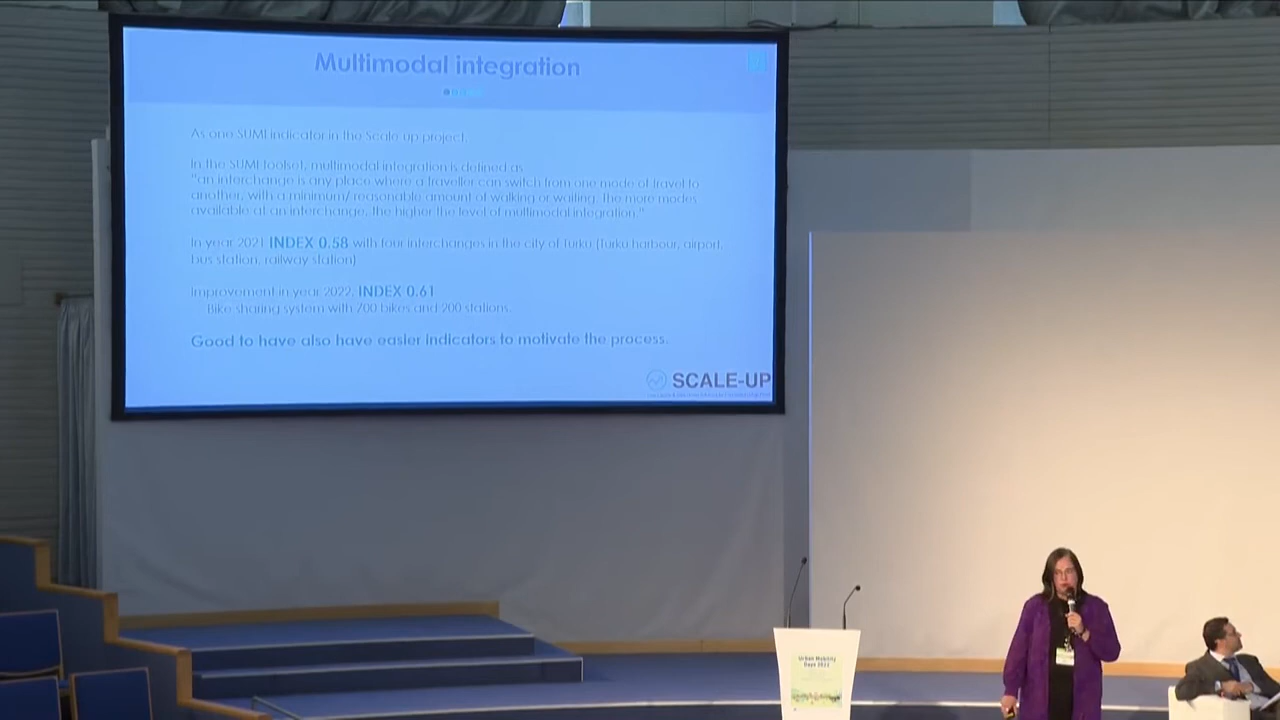 Multimodal integration
As one SUMI indicator in the Scale-up project.
In the SUMI toolset, multimodal integration is defined as
"an interchange is any place where a traveller can switch from one mode of travel to
another, with a minimum/ reasonable amount of walking or waiting. The more modes
available at an interchange, the higher the level of multimodal integration."
In year 2021 INDEX 0.58 with four interchanges in the city of Turku (Turku harbour, airport,
bus station, railway station)
Improvement in year 2022, INDEX 0.61
Bike sharing system with 700 bikes and 200 stations.
Good to have also have easier indicators to motivate the process.
SCALE-UP
Urban Mobility
Days 2022